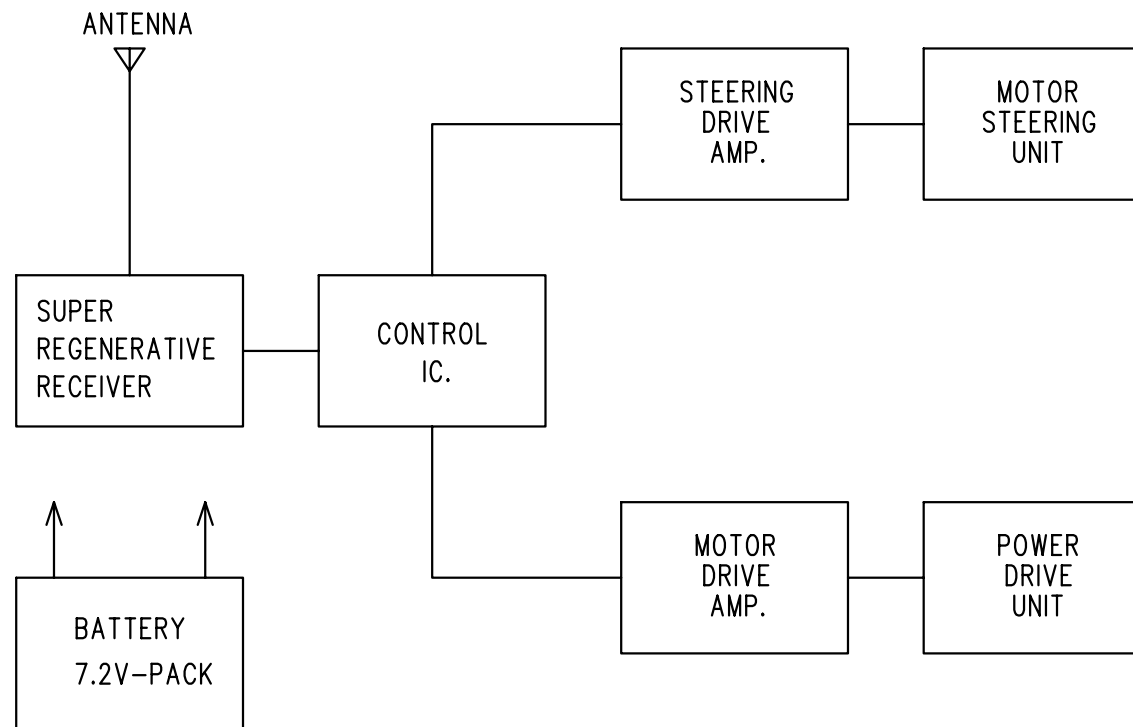 ANTENNA
STEERING
DRIVE
AMP.
MOTOR
STEERING
UNIT
SUPER
REGENERATIVE
RECEIVER
CONTROL
IC.
MOTOR
DRIVE
AMP.
POWER
DRIVE
UNIT
BATTERY
7.2V-PACK